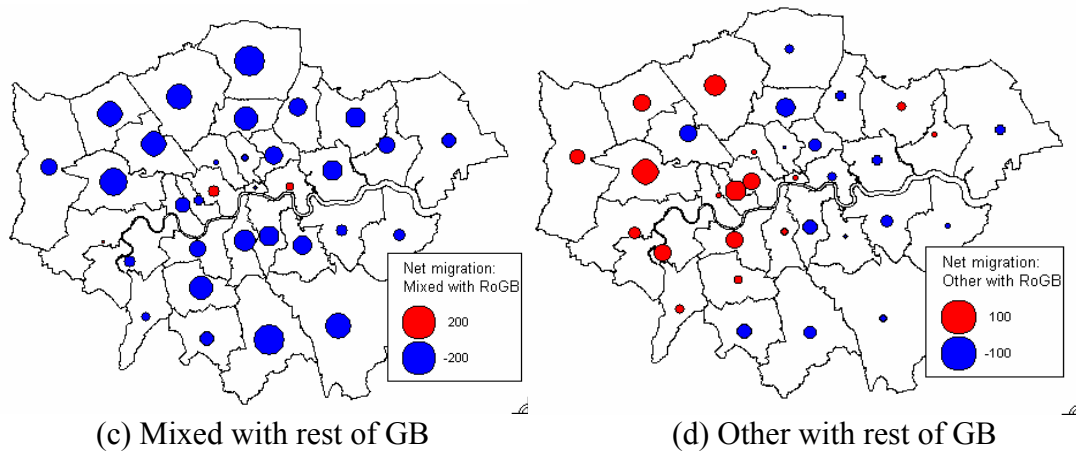 Net migration:
Mixed with RoGB
200
-200
Net migration:
Other with RoGB
100
-100
(c) Mixed with rest of GB
(d) Other with rest of GB